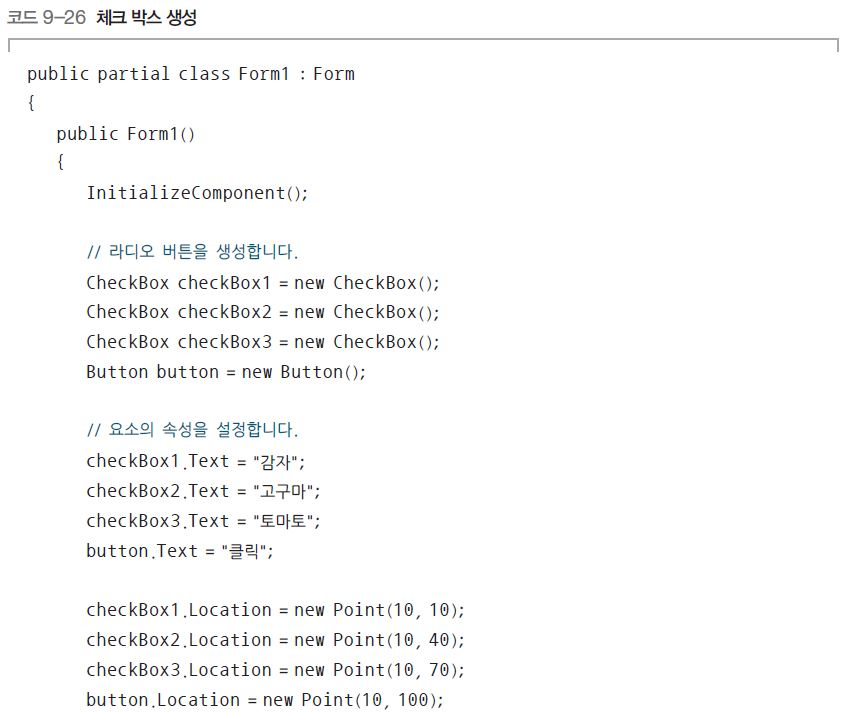 코드 9-26 체크 박스 생성
public partial class Form1 : Form
{
public Form1()
{
InitializeComponent();
// 라디오 버튼을 생성합니다.
CheckBox checkBox1 = new CheckBox();
CheckBox checkBox2 = new CheckBox();
CheckBox checkBox3 = new CheckBox();
Button button = new Button();
// 요소의 속성을 설정합니다.
checkBox1.Text = "감자";
checkBox2.Text = "고구마";
checkBox3.Text = "토마토";
button.Text = "클릭";
checkBox1.Location = new Point(10, 10);
checkBox2.Location = new Point(10, 40);
checkBox3.Location = new Point(10, 70);
button.Location = new Point(10, 100);